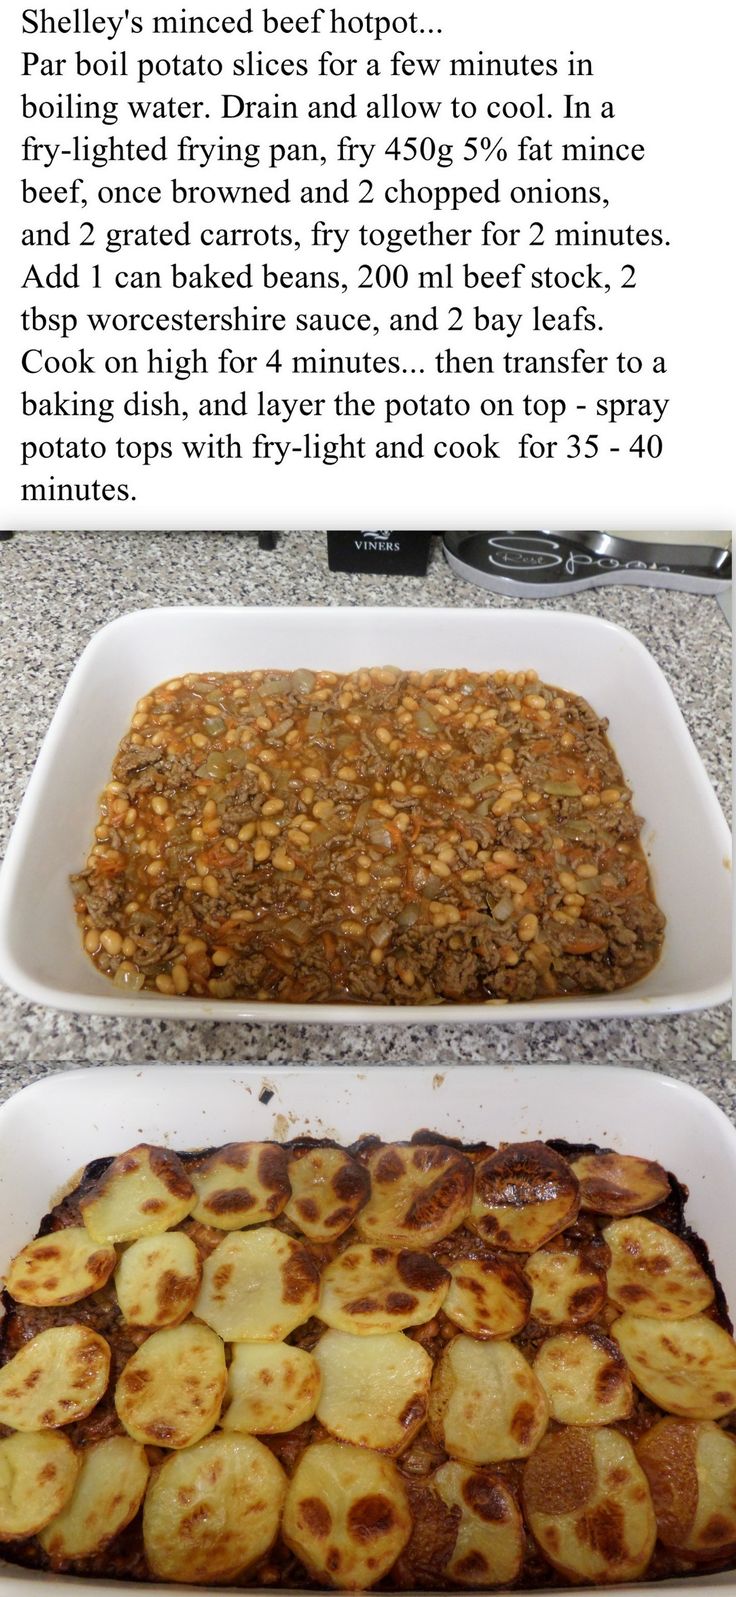 Shelley's minced beef hotpot...
Par boil potato slices for a few minutes in
boiling water. Drain and allow to cool. In a
fry-lighted frying pan, fry 450g 5% fat mince
beef, once browned and 2 chopped onions,
and 2 grated carrots, fry together for 2 minutes.
Add 1 can baked beans, 200 ml beef stock, 2
tbsp worcestershire sauce, and 2 bay leafs.
Cook on high for 4 minutes... then transfer to a
baking dish, and layer the potato on top - spray
potato tops with fry-light and cook  for 35 - 40
minutes.
VINERS
Spoon
Rest